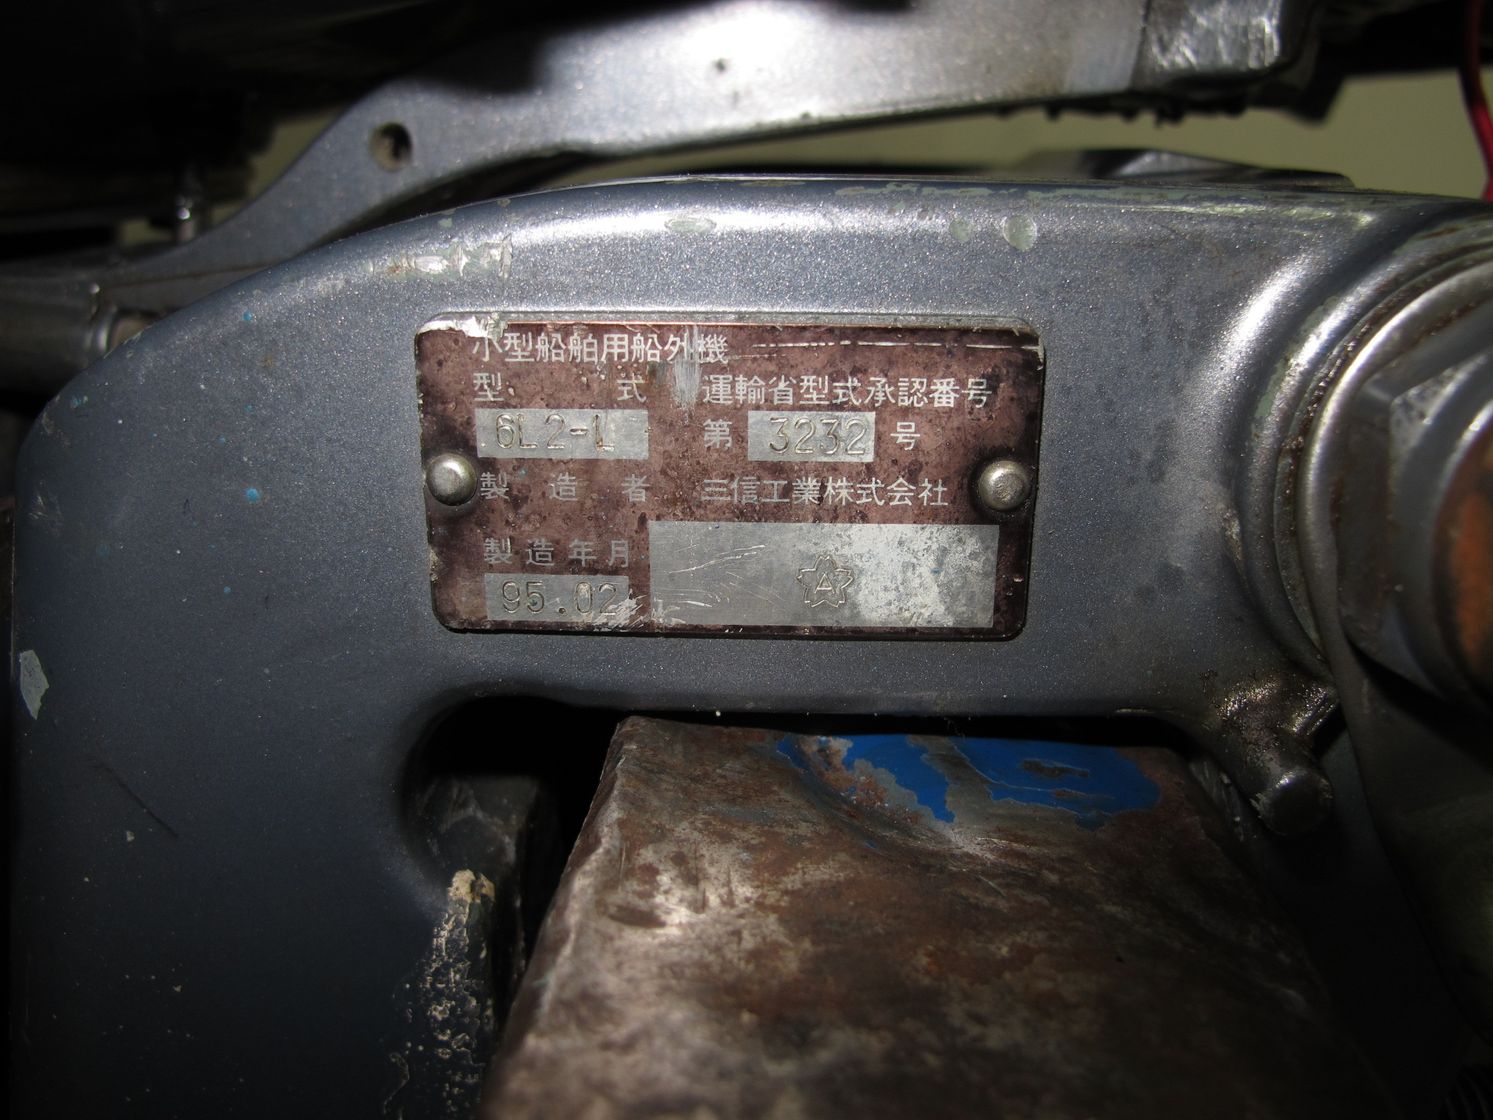 小型船舶用船外機
型式 運輸省型式承認番号
6L2-L 第 3232 号
製造者 三信工業株式会社
製造年月
95.02 A